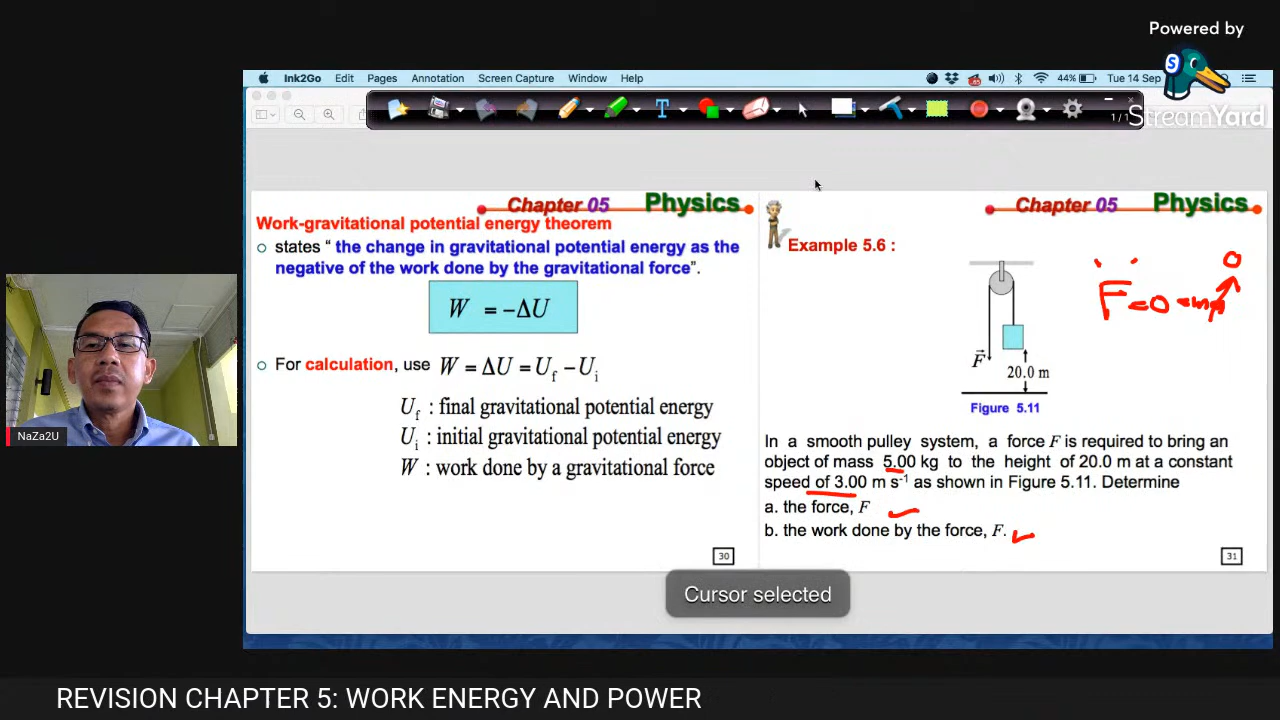 Powered by
StreamYard
Ink2Go Edit Pages Annotation Screen Capture Window Help
44% Tue 14 Sep
1 / 1
Chapter 05 Physics
Work-gravitational potential energy theorem
states “ the change in gravitational potential energy as the
negative of the work done by the gravitational force”.
W = −ΔU
For calculation, use W = ΔU = Uf − Ui
Uf : final gravitational potential energy
Ui : initial gravitational potential energy
W : work done by a gravitational force
30
Chapter 05 Physics
Example 5.6 :
F
20.0 m
Figure 5.11
F = 0
0
In a smooth pulley system, a force F is required to bring an
object of mass 5.00 kg to the height of 20.0 m at a constant
speed of 3.00 m s-1 as shown in Figure 5.11. Determine
a. the force, F
b. the work done by the force, F.
31
Cursor selected
NaZa2U
REVISION CHAPTER 5: WORK ENERGY AND POWER